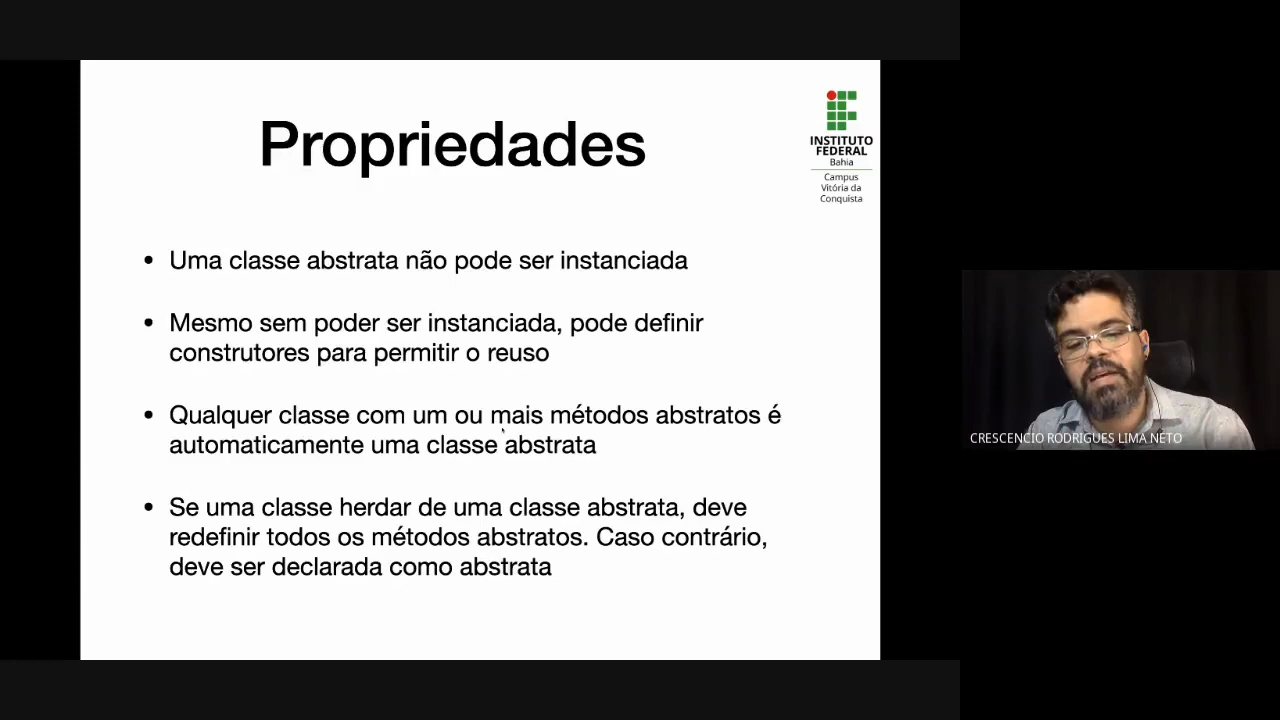 Propriedades
INSTITUTO
FEDERAL
Bahia
Campus
Vitória da
Conquista
• Uma classe abstrata não pode ser instanciada
• Mesmo sem poder ser instanciada, pode definir
construtores para permitir o reuso
• Qualquer classe com um ou mais métodos abstratos é
automaticamente uma classe abstrata
• Se uma classe herdar de uma classe abstrata, deve
redefinir todos os métodos abstratos. Caso contrário,
deve ser declarada como abstrata
CRESCENCIO RODRIGUES LIMA NETO